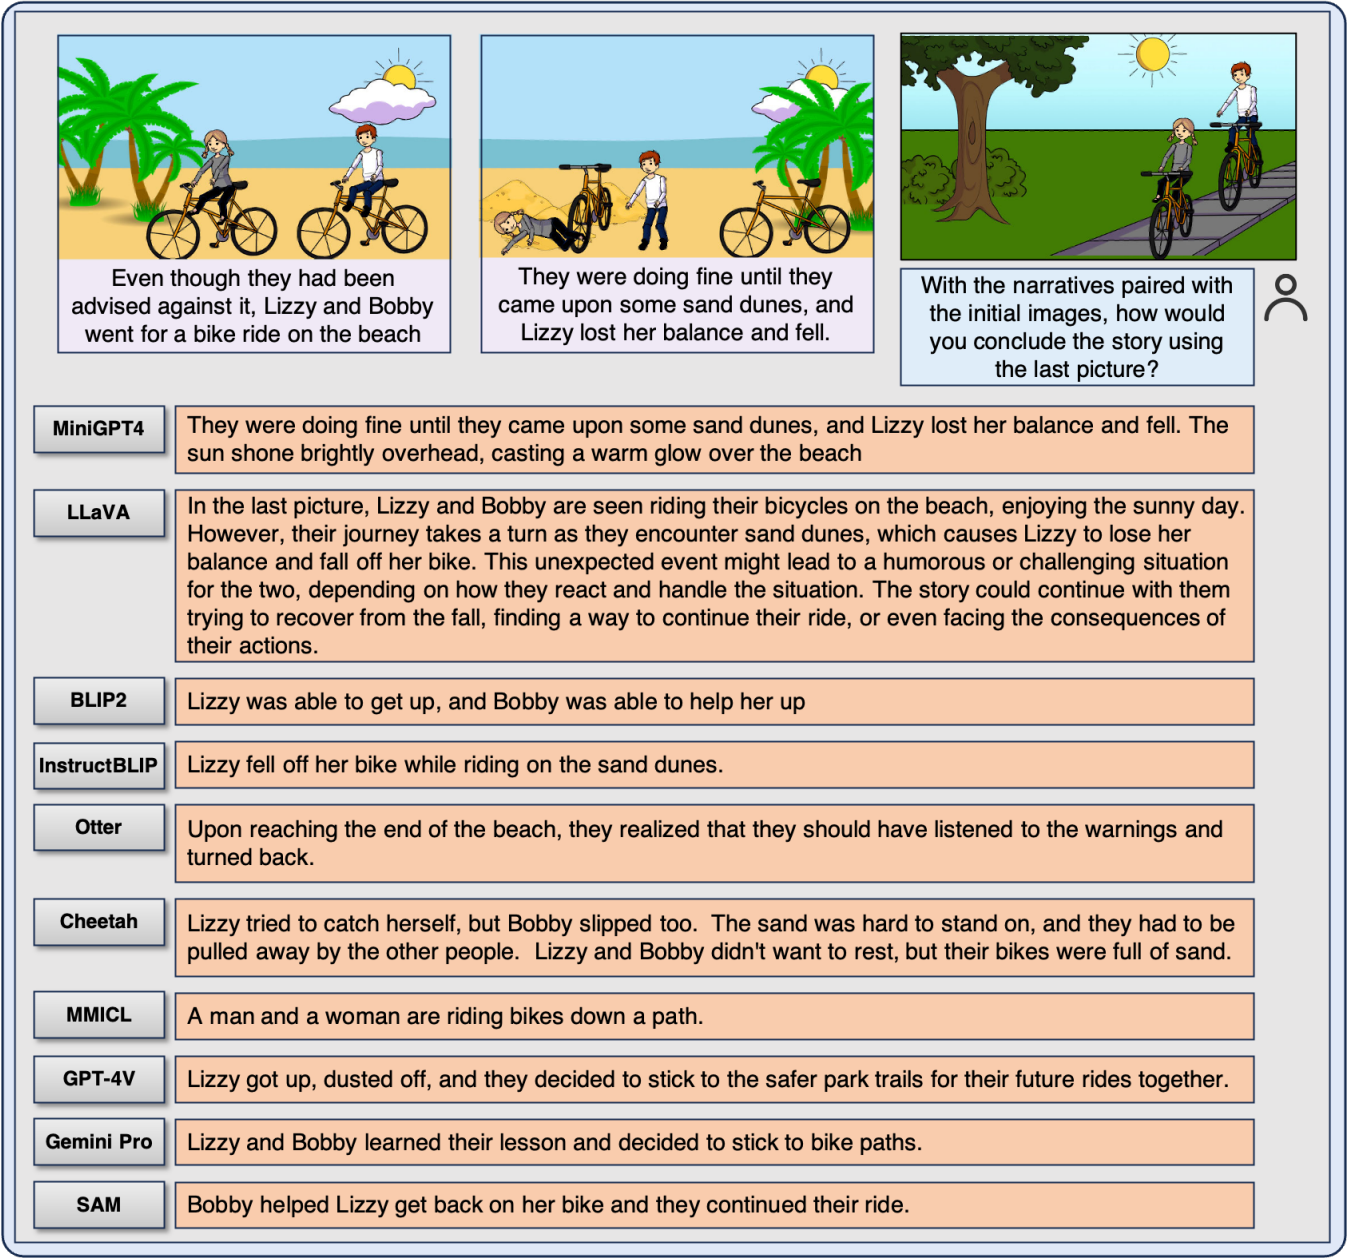 Even though they had been
advised against it, Lizzy and Bobby
went for a bike ride on the beach
They were doing fine until they
came upon some sand dunes, and
Lizzy lost her balance and fell.
With the narratives paired with
the initial images, how would
you conclude the story using
the last picture?
MiniGPT4
They were doing fine until they came upon some sand dunes, and Lizzy lost her balance and fell. The
sun shone brightly overhead, casting a warm glow over the beach
LLaVA
In the last picture, Lizzy and Bobby are seen riding their bicycles on the beach, enjoying the sunny day.
However, their journey takes a turn as they encounter sand dunes, which causes Lizzy to lose her
balance and fall off her bike. This unexpected event might lead to a humorous or challenging situation
for the two, depending on how they react and handle the situation. The story could continue with them
trying to recover from the fall, finding a way to continue their ride, or even facing the consequences of
their actions.
BLIP2
Lizzy was able to get up, and Bobby was able to help her up
InstructBLIP
Lizzy fell off her bike while riding on the sand dunes.
Otter
Upon reaching the end of the beach, they realized that they should have listened to the warnings and
turned back.
Cheetah
Lizzy tried to catch herself, but Bobby slipped too. The sand was hard to stand on, and they had to be
pulled away by the other people. Lizzy and Bobby didn't want to rest, but their bikes were full of sand.
MMICL
A man and a woman are riding bikes down a path.
GPT-4V
Lizzy got up, dusted off, and they decided to stick to the safer park trails for their future rides together.
Gemini Pro
Lizzy and Bobby learned their lesson and decided to stick to bike paths.
SAM
Bobby helped Lizzy get back on her bike and they continued their ride.